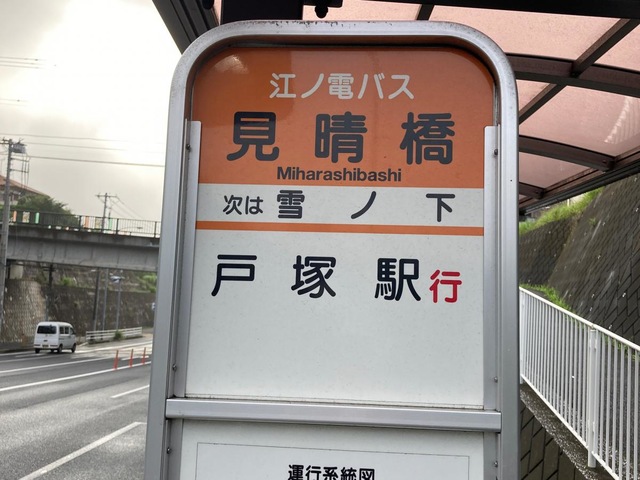 江ノ電バス
見晴橋
Miharashibashi
次は 雪ノ下
戸塚駅行
運行系統図